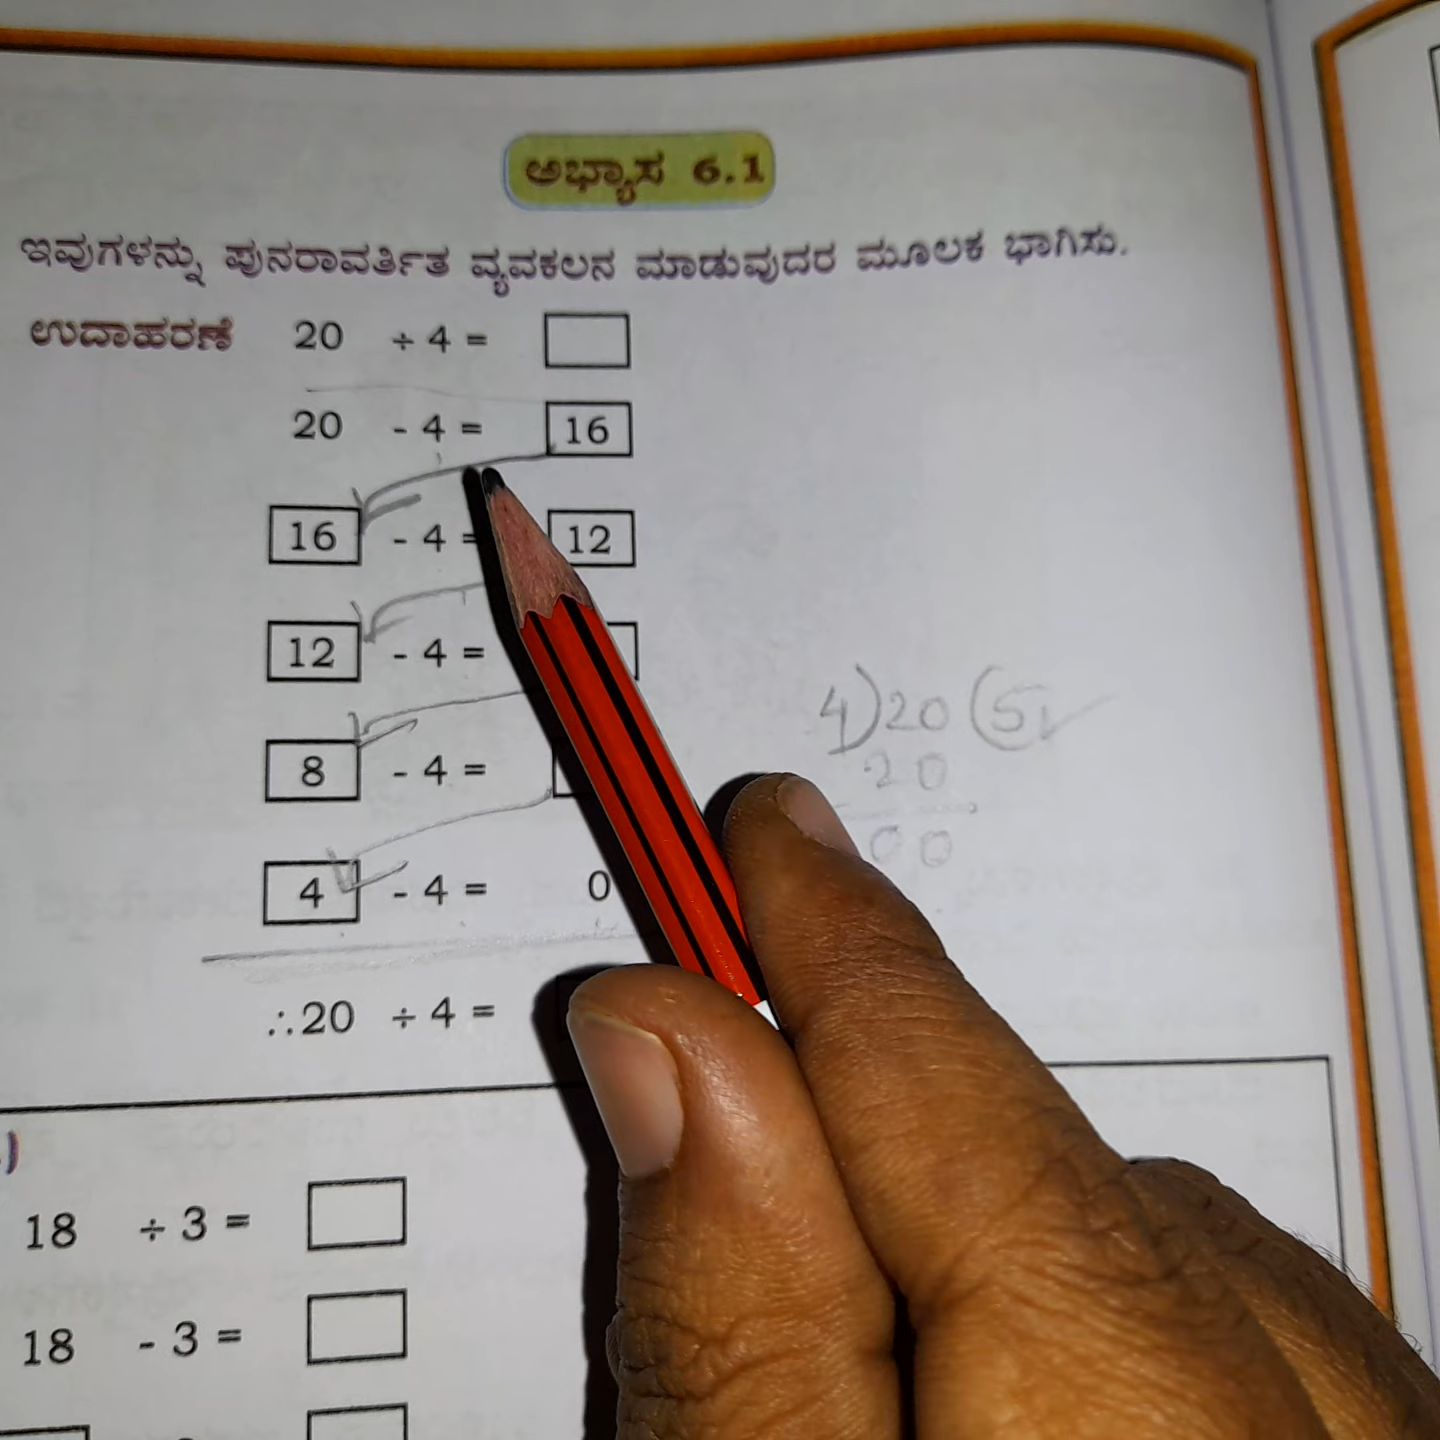 ಅಭ್ಯಾಸ 6.1
ಇವುಗಳನ್ನು ಪುನರಾವರ್ತಿತ ವ್ಯವಕಲನ ಮಾಡುವುದರ ಮೂಲಕ ಭಾಗಿಸು.
ಉದಾಹರಣೆ 20 ÷ 4 =
20 - 4 = 16
16 - 4 = 12
12 - 4 =
8 - 4 =
4 - 4 = 0
∴20 ÷ 4 =
4)20(5
20
00
18 ÷ 3 =
18 - 3 =